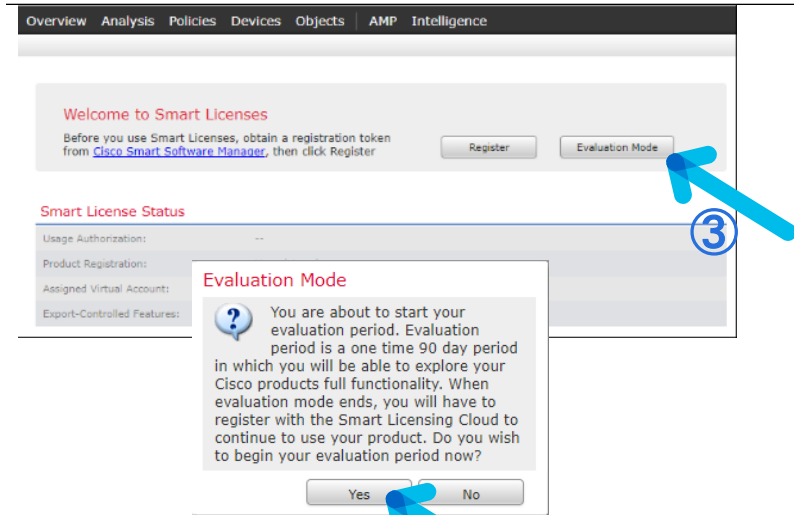 Overview Analysis Policies Devices Objects AMP Intelligence
Welcome to Smart Licenses
Before you use Smart Licenses, obtain a registration token
from Cisco Smart Software Manager, then click Register
Register
Evaluation Mode
③
Smart License Status
Usage Authorization: --
Product Registration:
Assigned Virtual Account:
Export-Controlled Features:
Evaluation Mode
You are about to start your
evaluation period. Evaluation
period is a one time 90 day period
in which you will be able to explore your
Cisco products full functionality. When
evaluation mode ends, you will have to
register with the Smart Licensing Cloud to
continue to use your product. Do you wish
to begin your evaluation period now?
Yes No